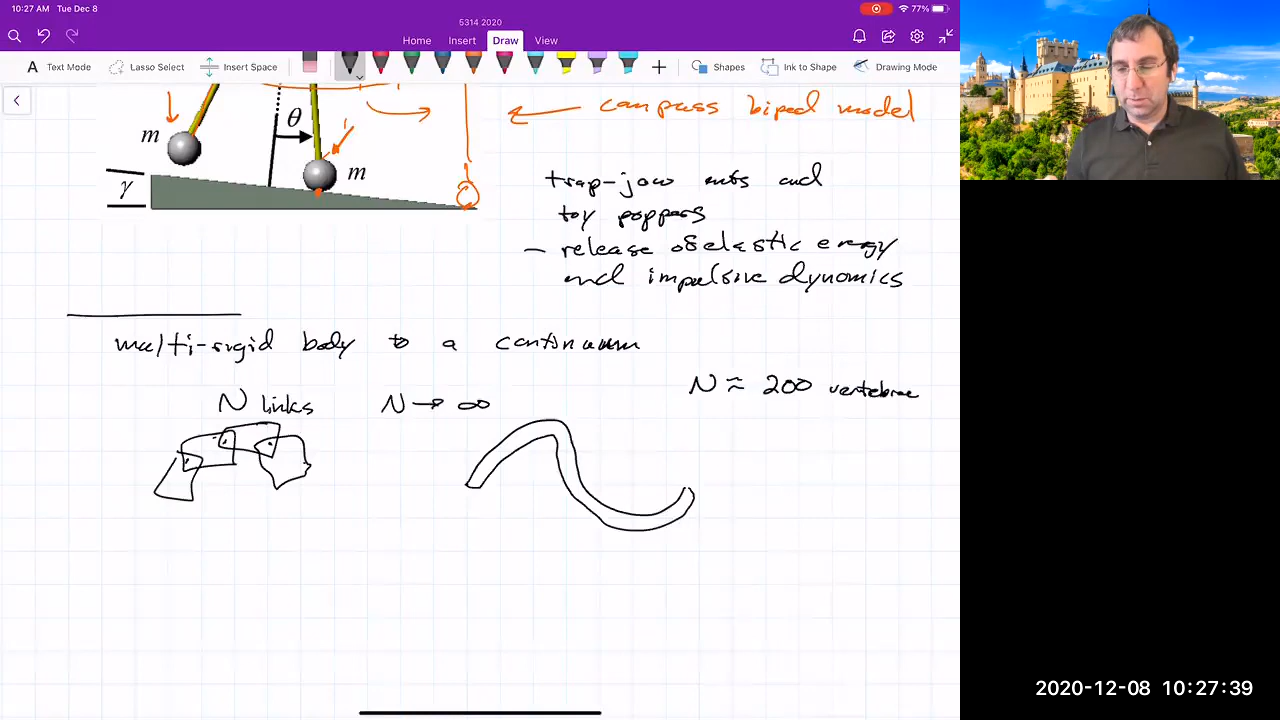 10:27 AM Tue Dec 8
77%
5314 2020
Home Insert Draw View
A Text Mode Lasso Select Insert Space Shapes Ink to Shape Drawing Mode
compass biped model
m
θ
m
γ
trap-jaw ants and
toy poppers
- release of elastic energy
and impulsive dynamics
multi-rigid body to a continuum
N ≈ 200 vertebrae
N links N → ∞
2020-12-08 10:27:39